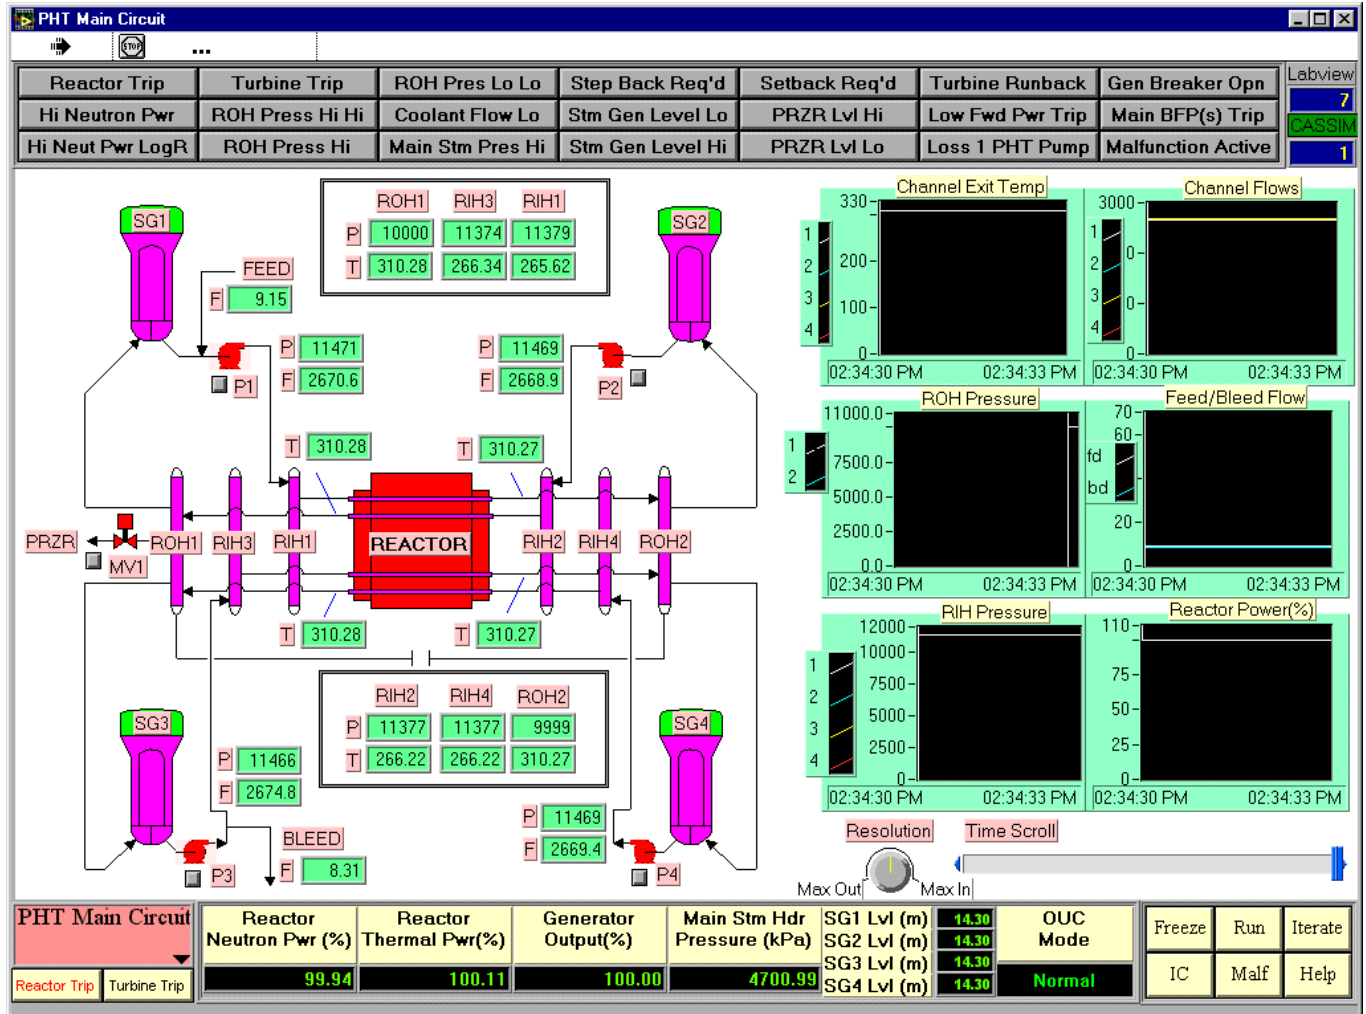 PHT Main Circuit
STOP
...
Reactor Trip Turbine Trip ROH Pres Lo Lo Step Back Req'd Setback Req'd Turbine Runback Gen Breaker Opn
Hi Neutron Pwr ROH Press Hi Hi Coolant Flow Lo Stm Gen Level Lo PRZR Lvl Hi Low Fwd Pwr Trip Main BFP(s) Trip
Hi Neut Pwr LogR ROH Press Hi Main Stm Pres Hi Stm Gen Level Hi PRZR Lvl Lo Loss 1 PHT Pump Malfunction Active
Labview
7
CASSIM
1
ROH1 RIH3 RIH1
P 10000 11374 11379
T 310.28 266.34 265.62
SG1
SG2
FEED
F 9.15
P 11471
F 2670.6
P1
P 11469
F 2668.9
P2
T 310.28
T 310.27
PRZR
MV1
ROH1 RIH3 RIH1 REACTOR RIH2 RIH4 ROH2
T 310.28
T 310.27
RIH2 RIH4 ROH2
P 11377 11377 9999
T 266.22 266.22 310.27
SG3
SG4
P 11466
F 2674.8
P3
BLEED
F 8.31
P 11469
F 2669.4
P4
Channel Exit Temp
330
200
100
0
1
2
3
4
02:34:30 PM 02:34:33 PM
Channel Flows
3000
0
0
0
1
2
3
4
02:34:30 PM 02:34:33 PM
ROH Pressure
11000.0
7500.0
5000.0
2500.0
0.0
1
2
02:34:30 PM 02:34:33 PM
Feed/Bleed Flow
70
60
20
0
fd
bd
02:34:30 PM 02:34:33 PM
RIH Pressure
12000
10000
7500
5000
2500
0
1
2
3
4
02:34:30 PM 02:34:33 PM
Reactor Power(%)
110
75
50
25
0
02:34:30 PM 02:34:33 PM
Resolution
Max Out Max In
Time Scroll
PHT Main Circuit
Reactor Trip Turbine Trip
Reactor
Neutron Pwr (%)
99.94
Reactor
Thermal Pwr(%)
100.11
Generator
Output(%)
100.00
Main Stm Hdr
Pressure (kPa)
4700.99
SG1 Lvl (m) 14.30
SG2 Lvl (m) 14.30
SG3 Lvl (m) 14.30
SG4 Lvl (m) 14.30
OUC
Mode
Normal
Freeze Run Iterate
IC Malf Help